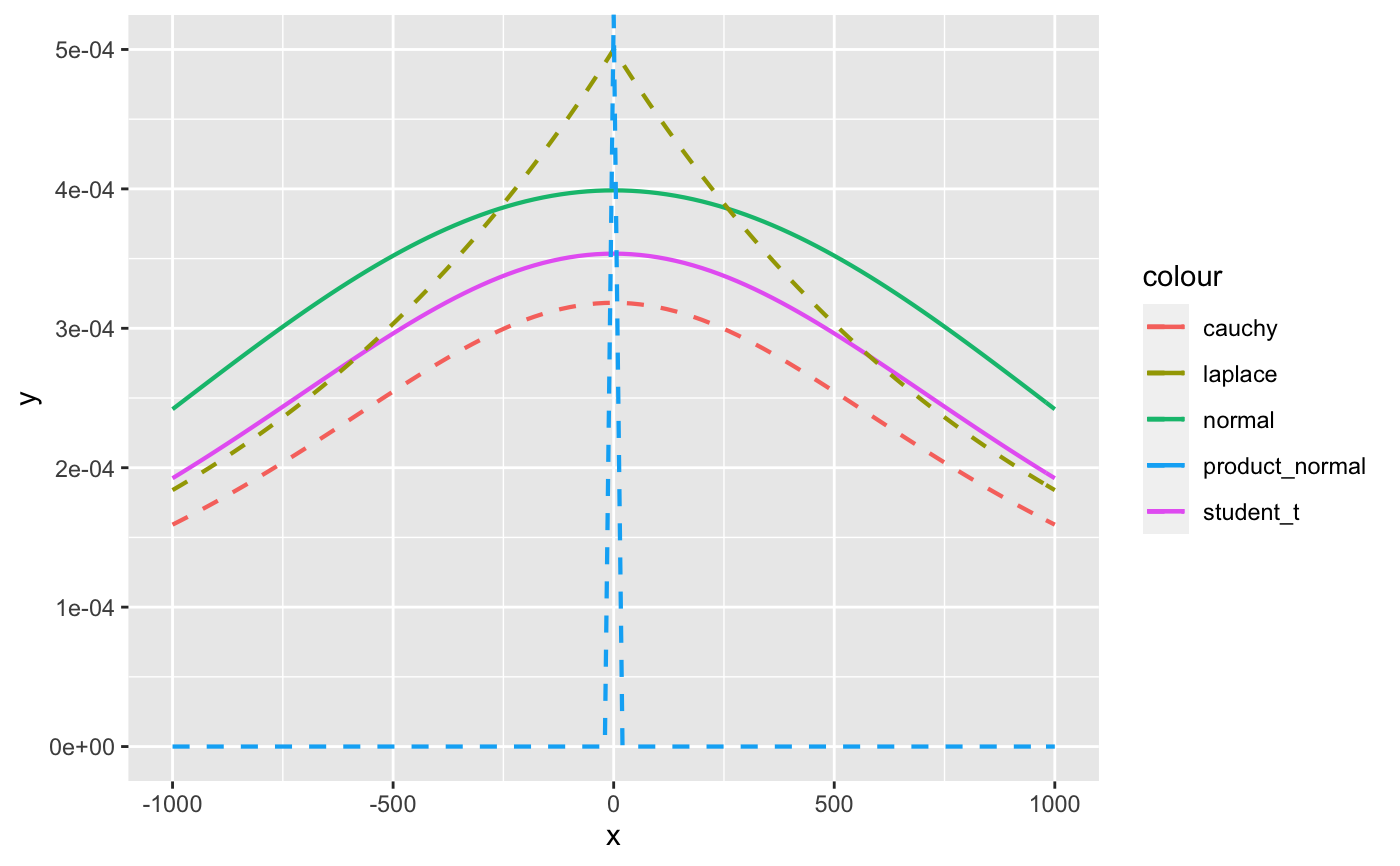 5e-04
4e-04
3e-04
2e-04
1e-04
0e+00
y
-1000 -500 0 500 1000
x
colour
cauchy
laplace
normal
product_normal
student_t